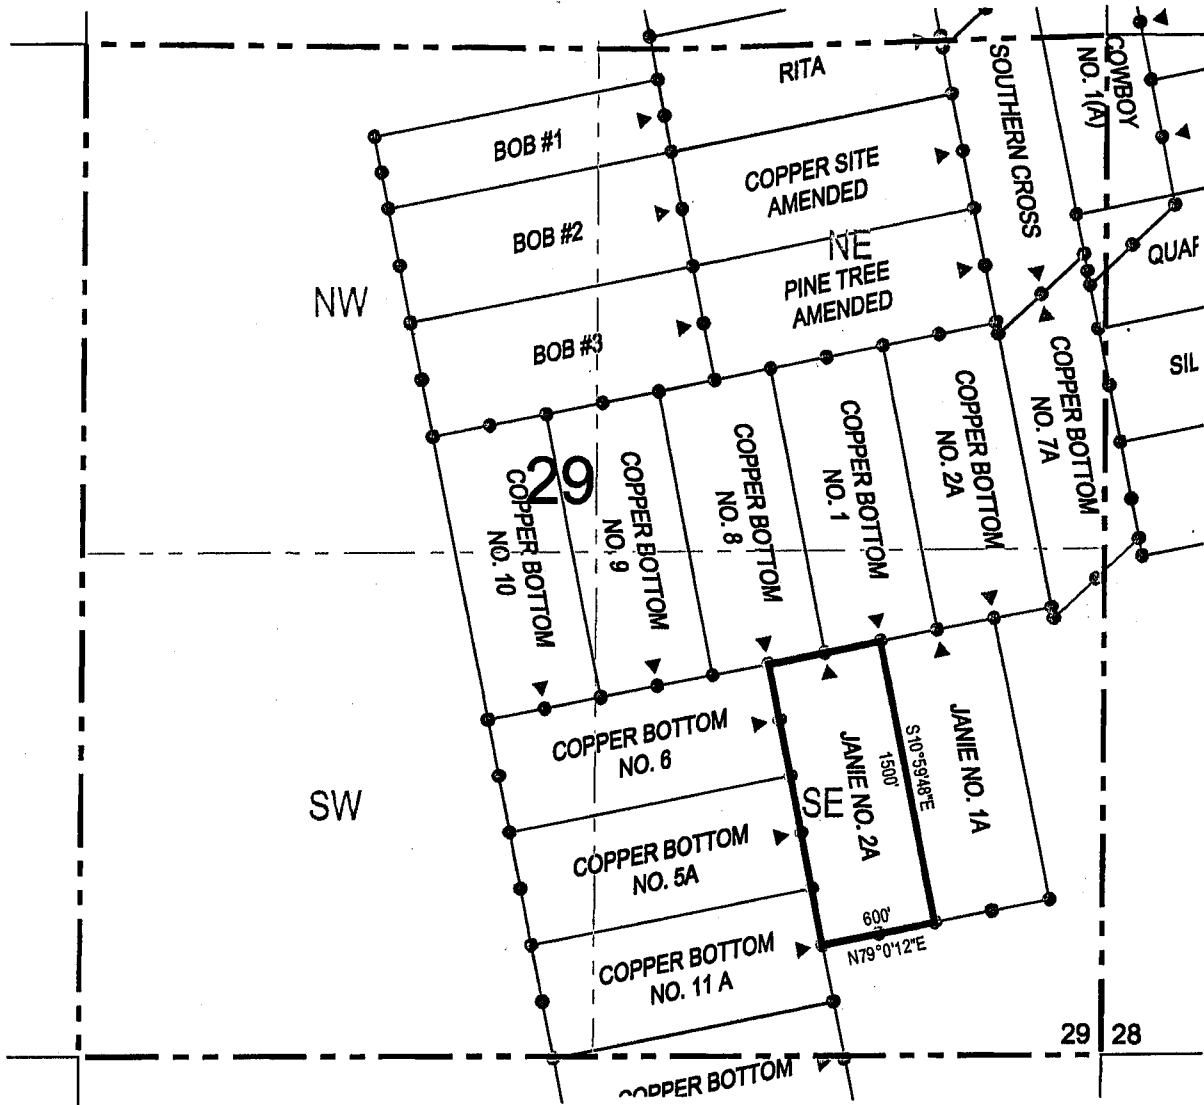 RITA
SOUTHERN CROSS
COWBOY
NO. 1(A)
BOB #1
COPPER SITE
AMENDED
BOB #2
NE
QUAR
PINE TREE
AMENDED
NW
BOB #3
SIL
COPPER BOTTOM
NO. 7A
COPPER BOTTOM
NO. 2A
COPPER BOTTOM
NO. 1
COPPER BOTTOM
NO. 8
COPPER BOTTOM
NO. 9
29
COPPER BOTTOM
NO. 10
COPPER BOTTOM
NO. 6
JANIE NO. 1A
S10°59'48"E
1500'
JANIE NO. 2A
SW
SE
COPPER BOTTOM
NO. 5A
600'
N79°0'12"E
COPPER BOTTOM
NO. 11 A
29 28
COPPER BOTTOM